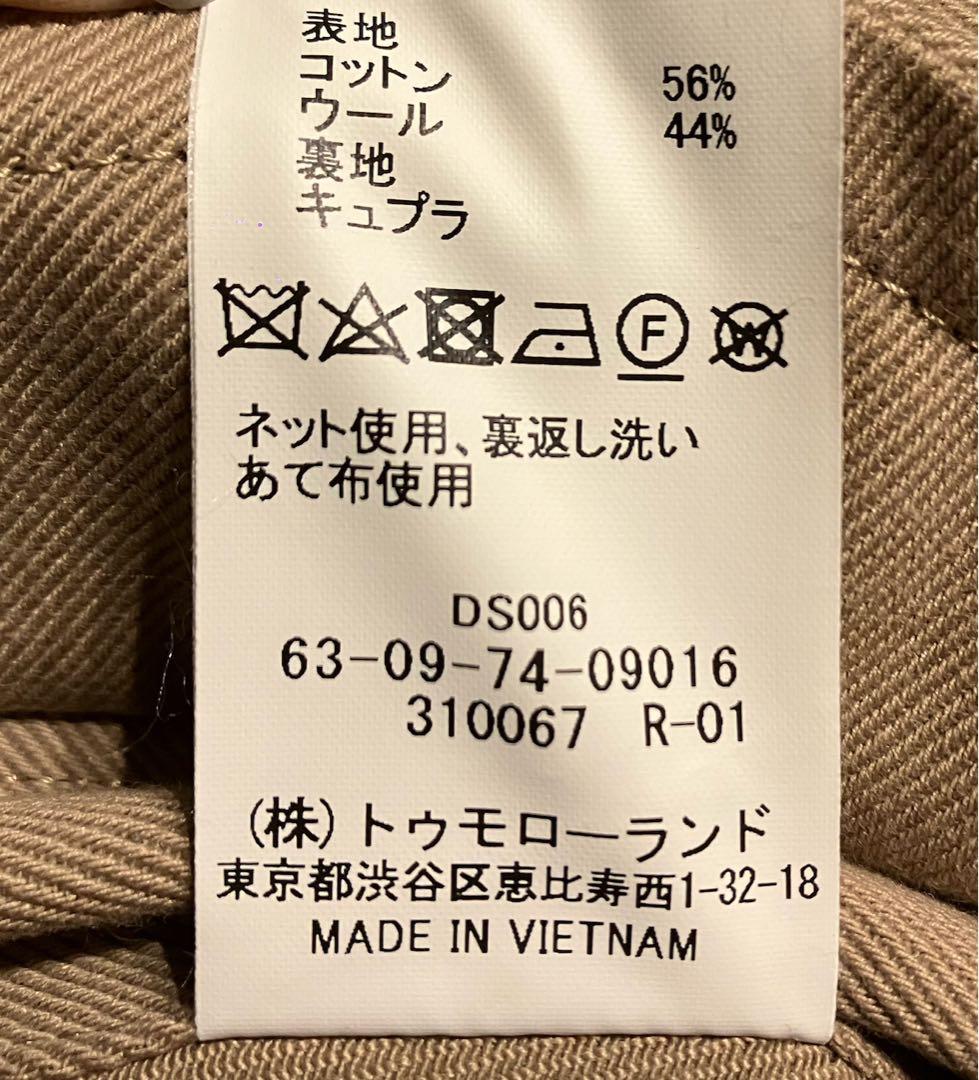 表地
コットン 56%
ウール 44%
裏地
キュプラ
F
W
ネット使用、裏返し洗い
あて布使用
DS006
63-09-74-09016
310067 R-01
(株)トゥモローランド
東京都渋谷区恵比寿西1-32-18
MADE IN VIETNAM